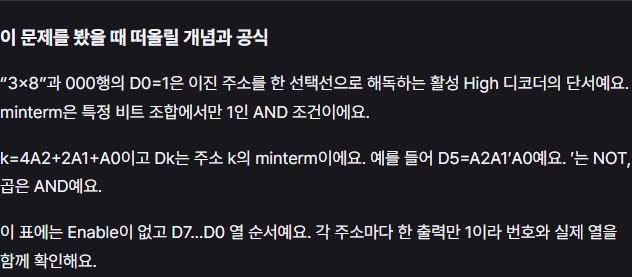 이 문제를 봤을 때 떠올릴 개념과 공식
“3×8”과 000행의 D0=1은 이진 주소를 한 선택선으로 해독하는 활성 High 디코더의 단서예요.
minterm은 특정 비트 조합에서만 1인 AND 조건이에요.
k=4A2+2A1+A0이고 Dk는 주소 k의 minterm이에요. 예를 들어 D5=A2A1’A0예요. ’는 NOT,
곱은 AND예요.
이 표에는 Enable이 없고 D7…D0 열 순서예요. 각 주소마다 한 출력만 1이라 번호와 실제 열을
함께 확인해요.